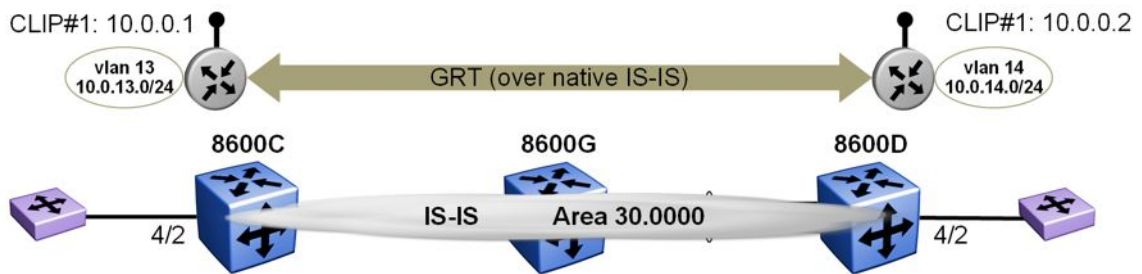 CLIP#1: 10.0.0.1
CLIP#1: 10.0.0.2
vlan 13
10.0.13.0/24
GRT (over native IS-IS)
vlan 14
10.0.14.0/24
8600C
8600G
8600D
IS-IS Area 30.0000
4/2
4/2